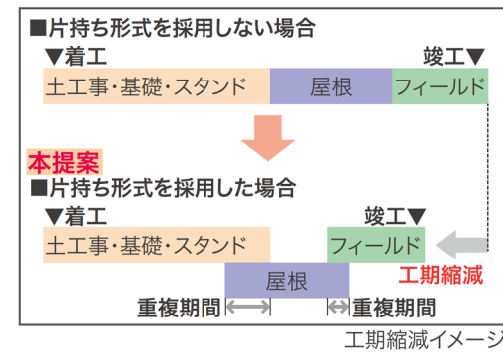 ■片持ち形式を採用しない場合
▼着工 竣工▼
土工事・基礎・スタンド 屋根 フィールド
本提案
■片持ち形式を採用した場合
▼着工 竣工▼
土工事・基礎・スタンド フィールド
屋根 工期縮減
重複期間 重複期間
工期縮減イメージ